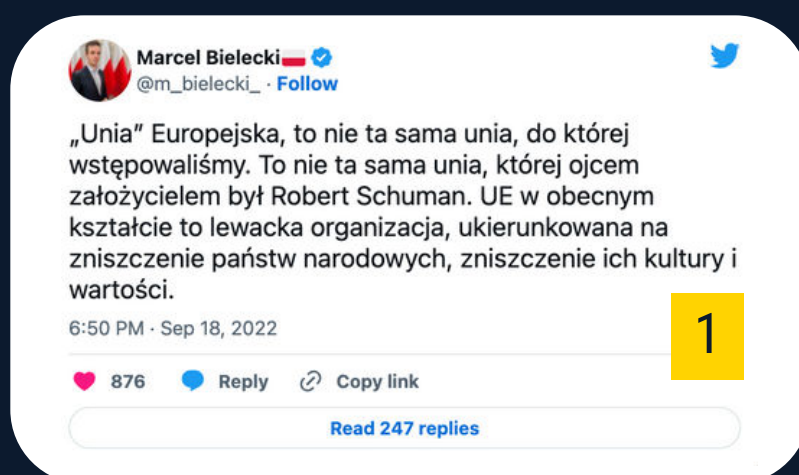 Marcel Bielecki
@m_bielecki_ · Follow
„Unia” Europejska, to nie ta sama unia, do której
wstępowaliśmy. To nie ta sama unia, której ojcem
założycielem był Robert Schuman. UE w obecnym
kształcie to lewacka organizacja, ukierunkowana na
zniszczenie państw narodowych, zniszczenie ich kultury i
wartości.
6:50 PM · Sep 18, 2022
1
876 Reply Copy link
Read 247 replies